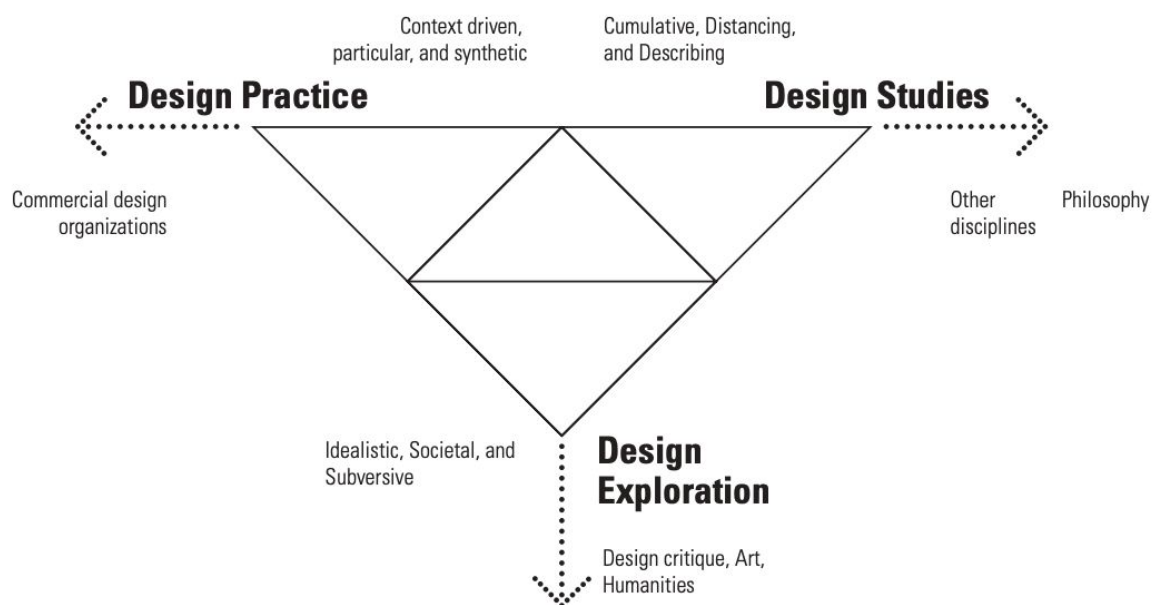 Context driven,
particular, and synthetic
Cumulative, Distancing,
and Describing
Design Practice
Design Studies
Commercial design
organizations
Other
disciplines
Philosophy
Idealistic, Societal, and
Subversive
Design
Exploration
Design critique, Art,
Humanities